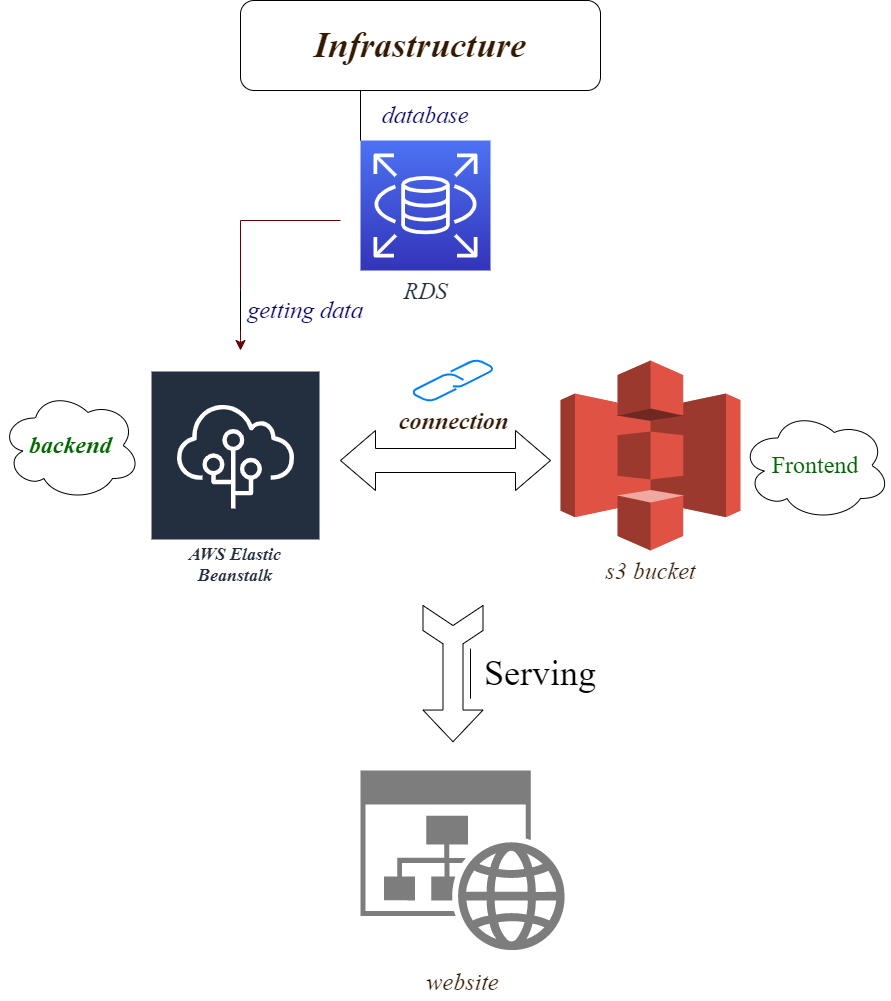 Infrastructure
database
RDS
getting data
connection
backend
Frontend
AWS Elastic
Beanstalk
s3 bucket
Serving
website